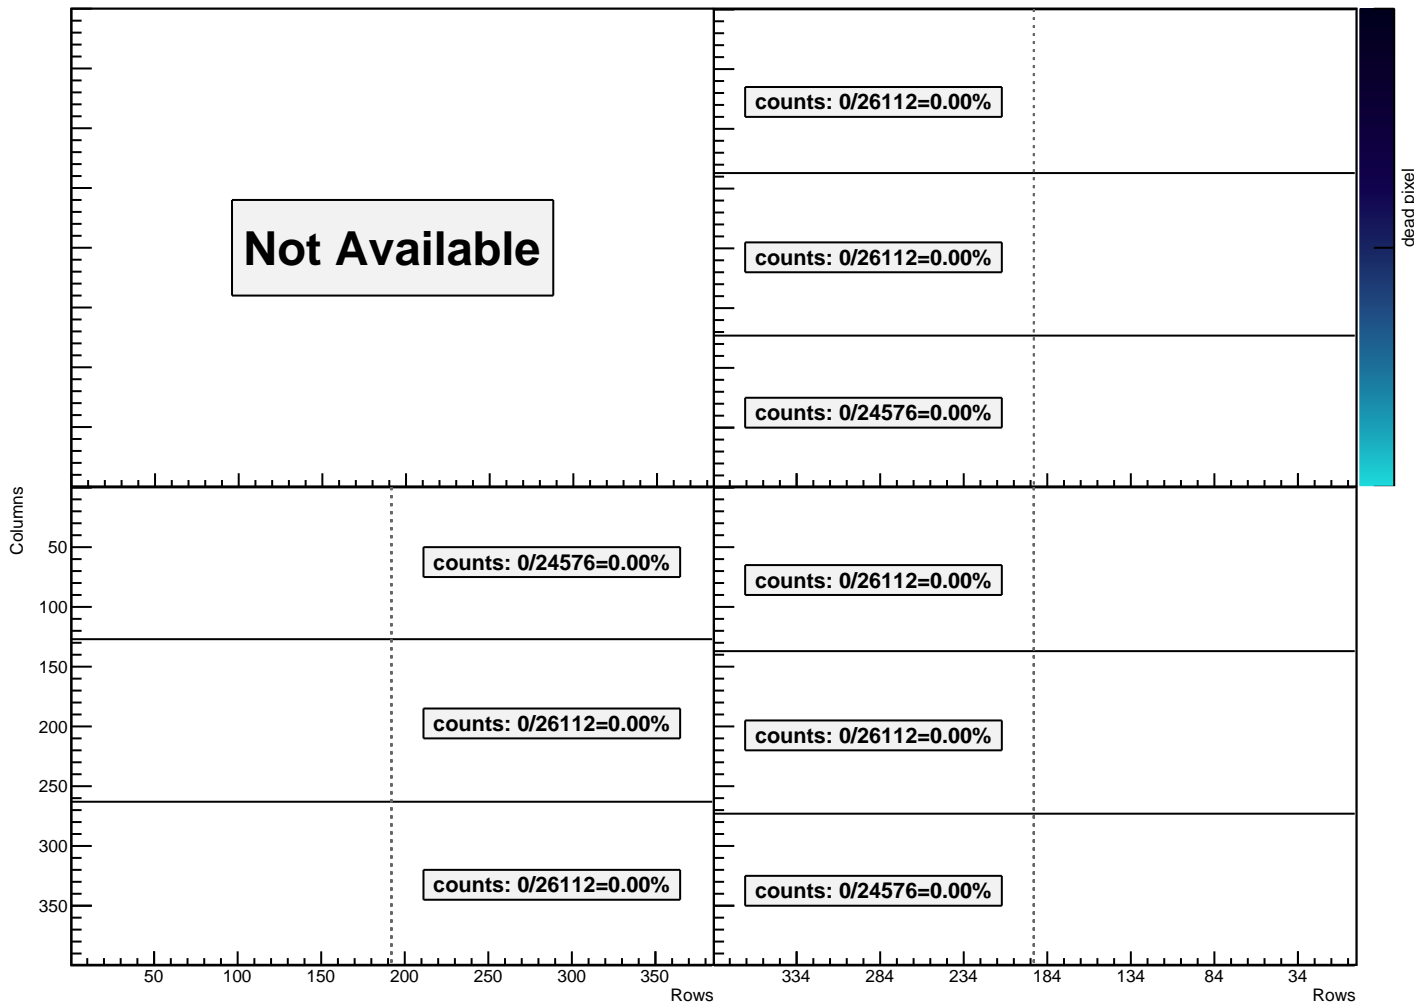 counts: 0/26112=0.00%
dead pixel
Not Available
counts: 0/26112=0.00%
counts: 0/24576=0.00%
Columns
50
100
150
200
250
300
350
counts: 0/24576=0.00%
counts: 0/26112=0.00%
counts: 0/26112=0.00%
counts: 0/26112=0.00%
counts: 0/26112=0.00%
counts: 0/24576=0.00%
50 100 150 200 250 300 350
Rows
334 284 234 184 134 84 34
Rows